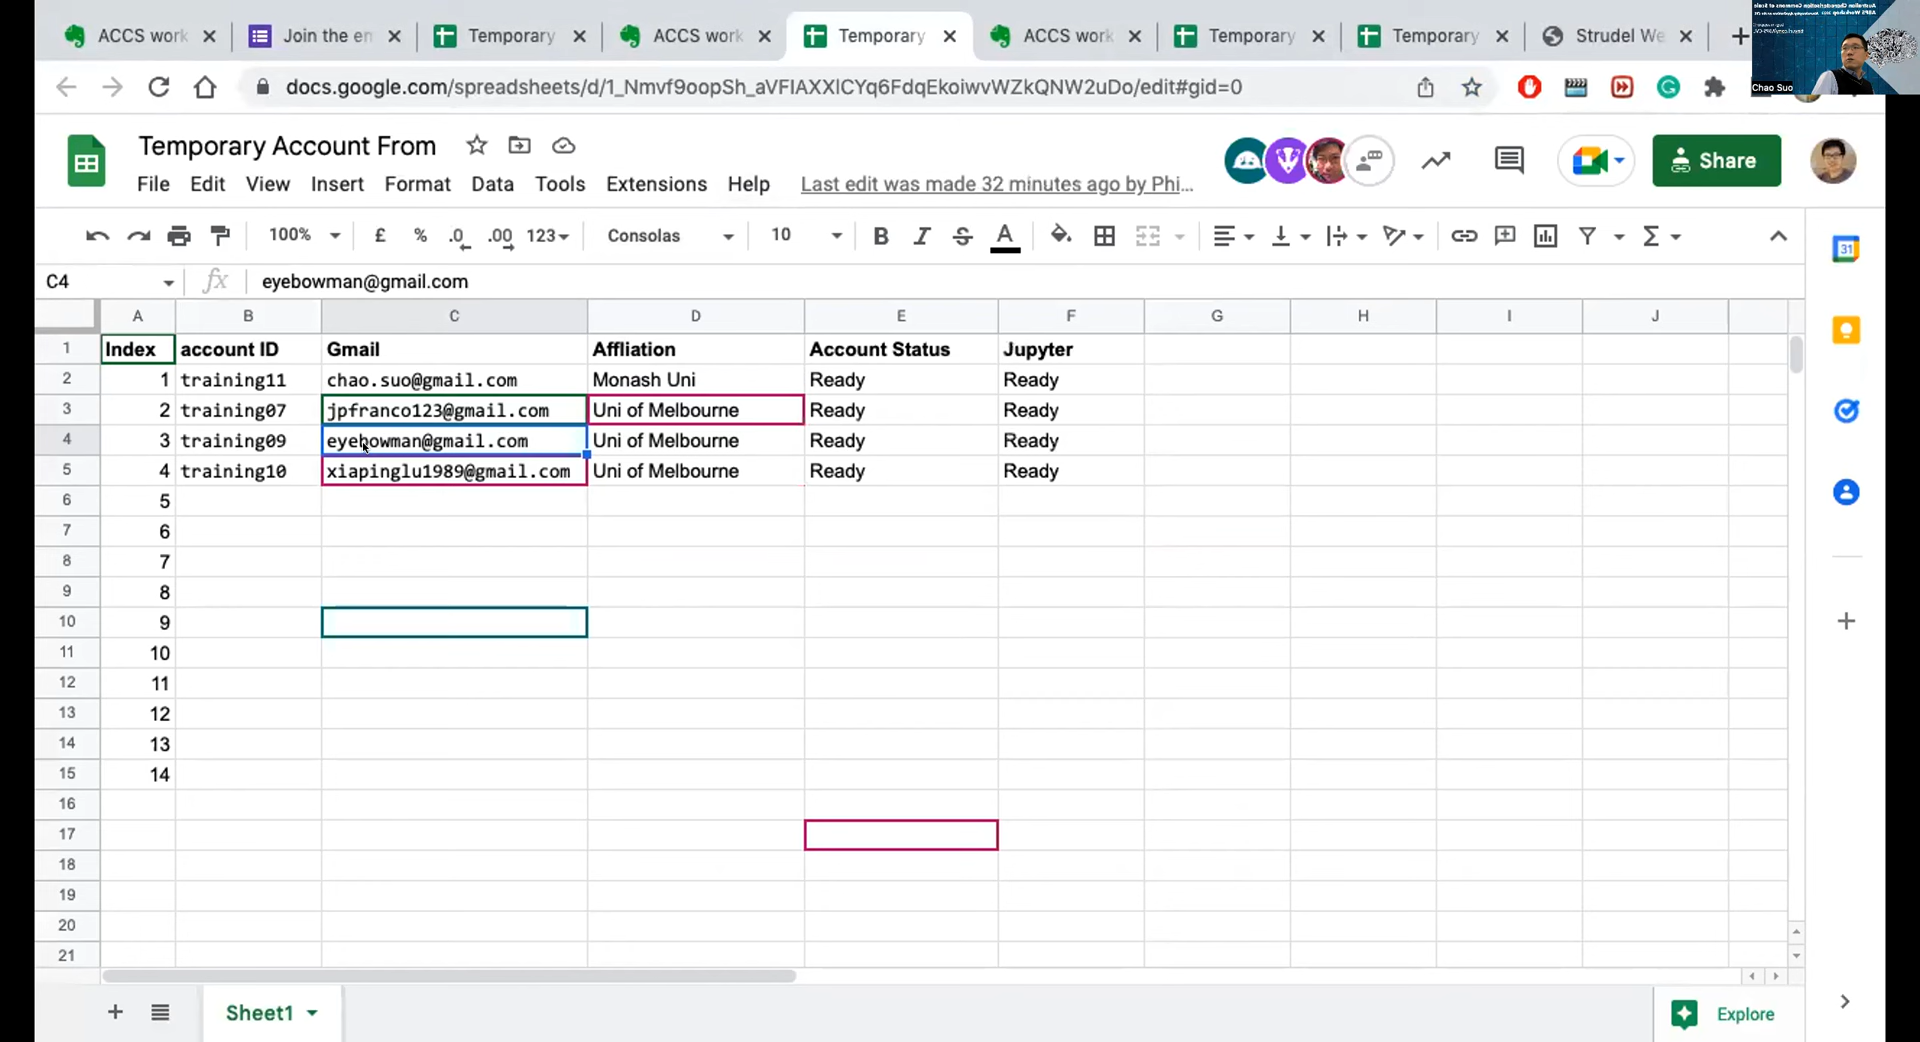 ACCS work Join the en Temporary ACCS work Temporary ACCS work Temporary Temporary Strudel We
docs.google.com/spreadsheets/d/1_Nmvf9oopSh_aVFIAXXlCYq6FdqEkoiwvWZkQNW2uDo/edit#gid=0
Chao Suo
Temporary Account From
Share
File Edit View Insert Format Data Tools Extensions Help Last edit was made 32 minutes ago by Phi...
100% £ % .0 .00 123 Consolas 10 B I S A
31
C4 fx eyebowman@gmail.com
A B C D E F G H I J
1 Index account ID Gmail Affliation Account Status Jupyter
2 1 training11 chao.suo@gmail.com Monash Uni Ready Ready
3 2 training07 jpfranco123@gmail.com Uni of Melbourne Ready Ready
4 3 training09 eyebowman@gmail.com Uni of Melbourne Ready Ready
5 4 training10 xiapinglu1989@gmail.com Uni of Melbourne Ready Ready
6 5
7 6
8 7
9 8
10 9
11 10
12 11
13 12
14 13
15 14
16
17
18
19
20
21
Sheet1
Explore